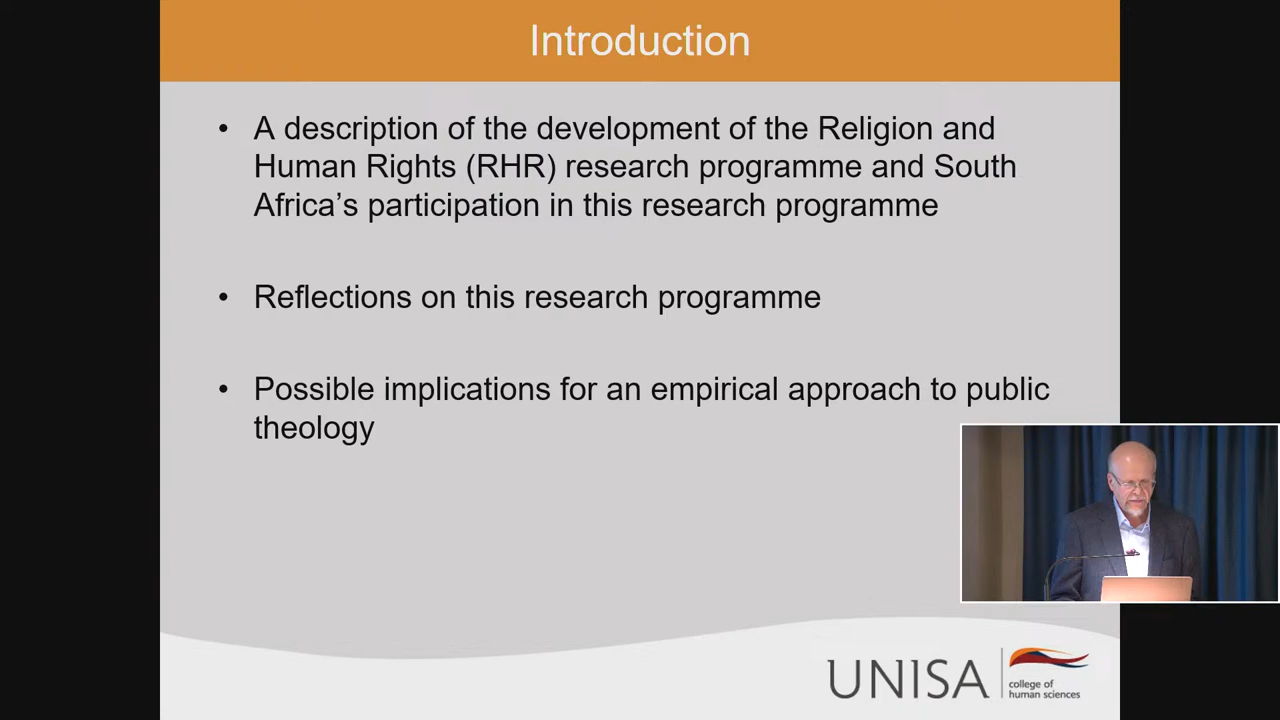 Introduction
• A description of the development of the Religion and
Human Rights (RHR) research programme and South
Africa’s participation in this research programme
• Reflections on this research programme
• Possible implications for an empirical approach to public
theology
UNISA
college of
human sciences